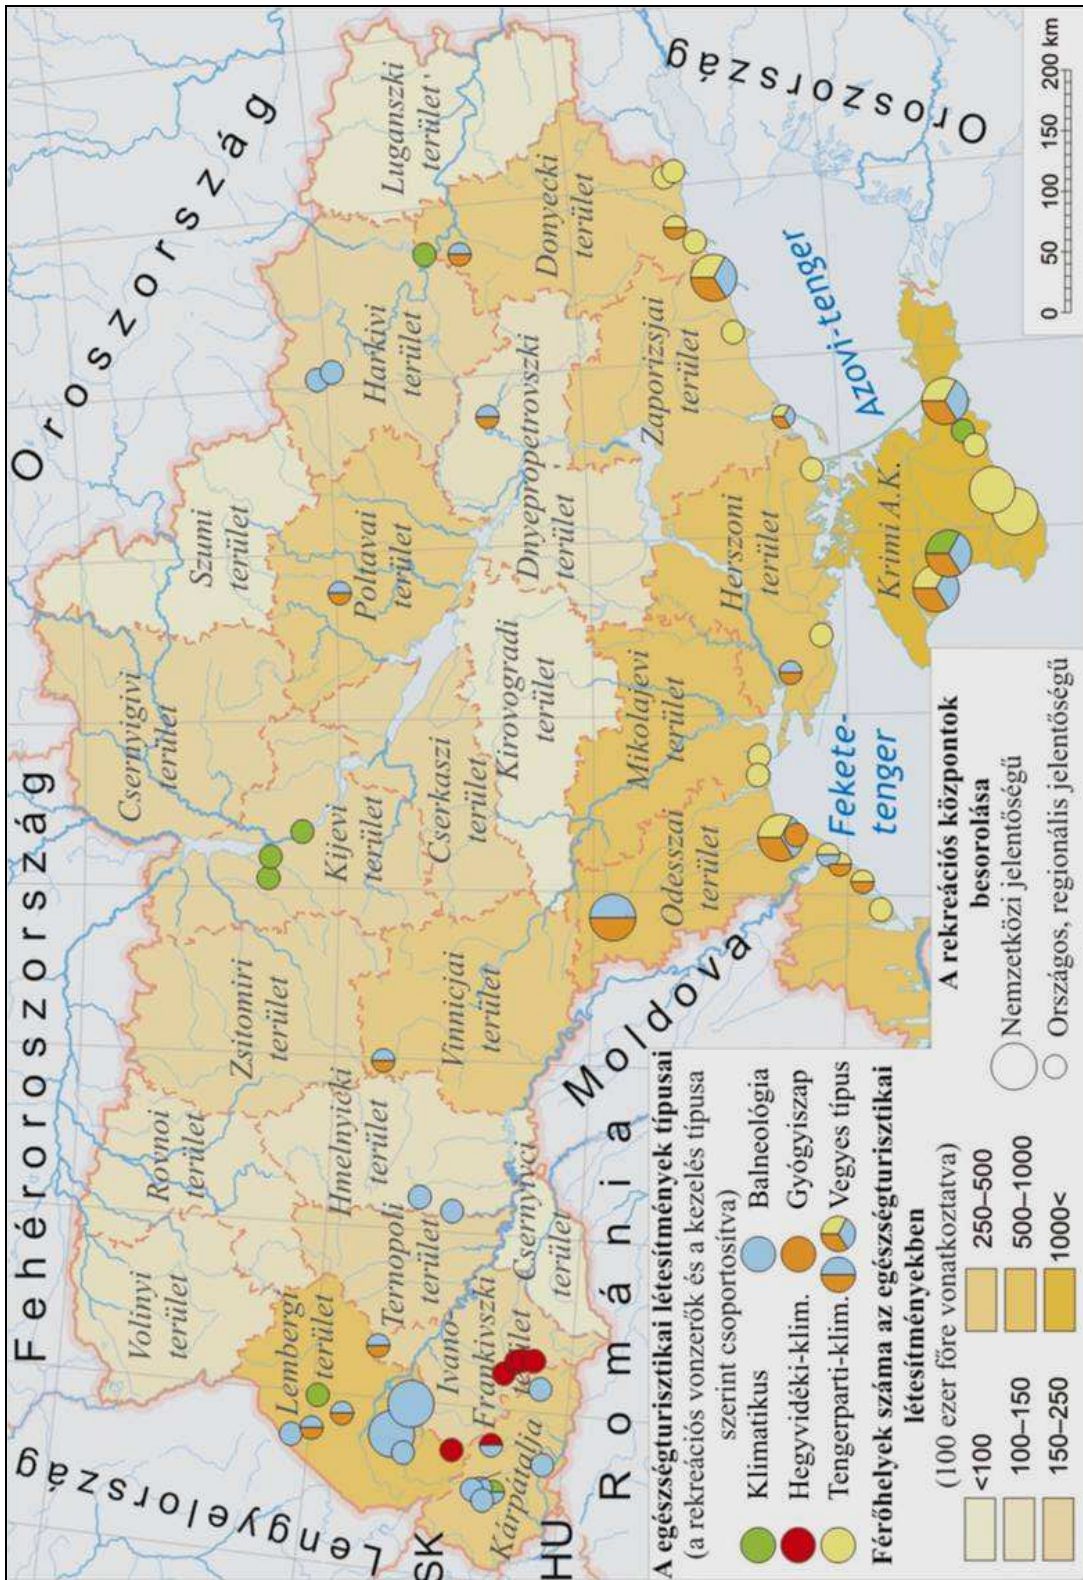 Fehéroroszország
Lengyelország
Oroszország
Oroszország
SK
HU
Románia
Moldova
Volinyi
terület
Rovnoi
terület
Zsitomiri
terület
Kijevi
terület
Csernyigivi
terület
Szumi
terület
Lembergi
terület
Ternopoli
terület
Hmelnyicki
terület
Vinnicjai
terület
Cserkaszi
terület
Poltavai
terület
Harkivi
terület
Luganszki
terület'
Kárpátalja
Ivano-
Frankivszki
terület
Csernyivci
terület
Kirovogradi
terület
Dnyepropetrovszki
terület
Donyecki
terület
Odesszai
terület
Mikolajevi
terület
Herszoni
terület
Zaporizsjai
terület
Krimi A.K.
Fekete-
tenger
Azovi-tenger
A egészségturisztikai létesítmények típusai
(a rekreációs vonzerők és a kezelés típusa
szerint csoportosítva)
Klimatikus
Balneológia
Hegyvidéki-klim.
Gyógyiszap
Tengerparti-klim.
Vegyes típus
Férőhelyek száma az egészségturisztikai
létesítményekben
(100 ezer főre vonatkoztatva)
<100
250–500
100–150
500–1000
150–250
1000<
A rekreációs központok
besorolása
Nemzetközi jelentőségű
Országos, regionális jelentőségű
0 50 100 150 200 km